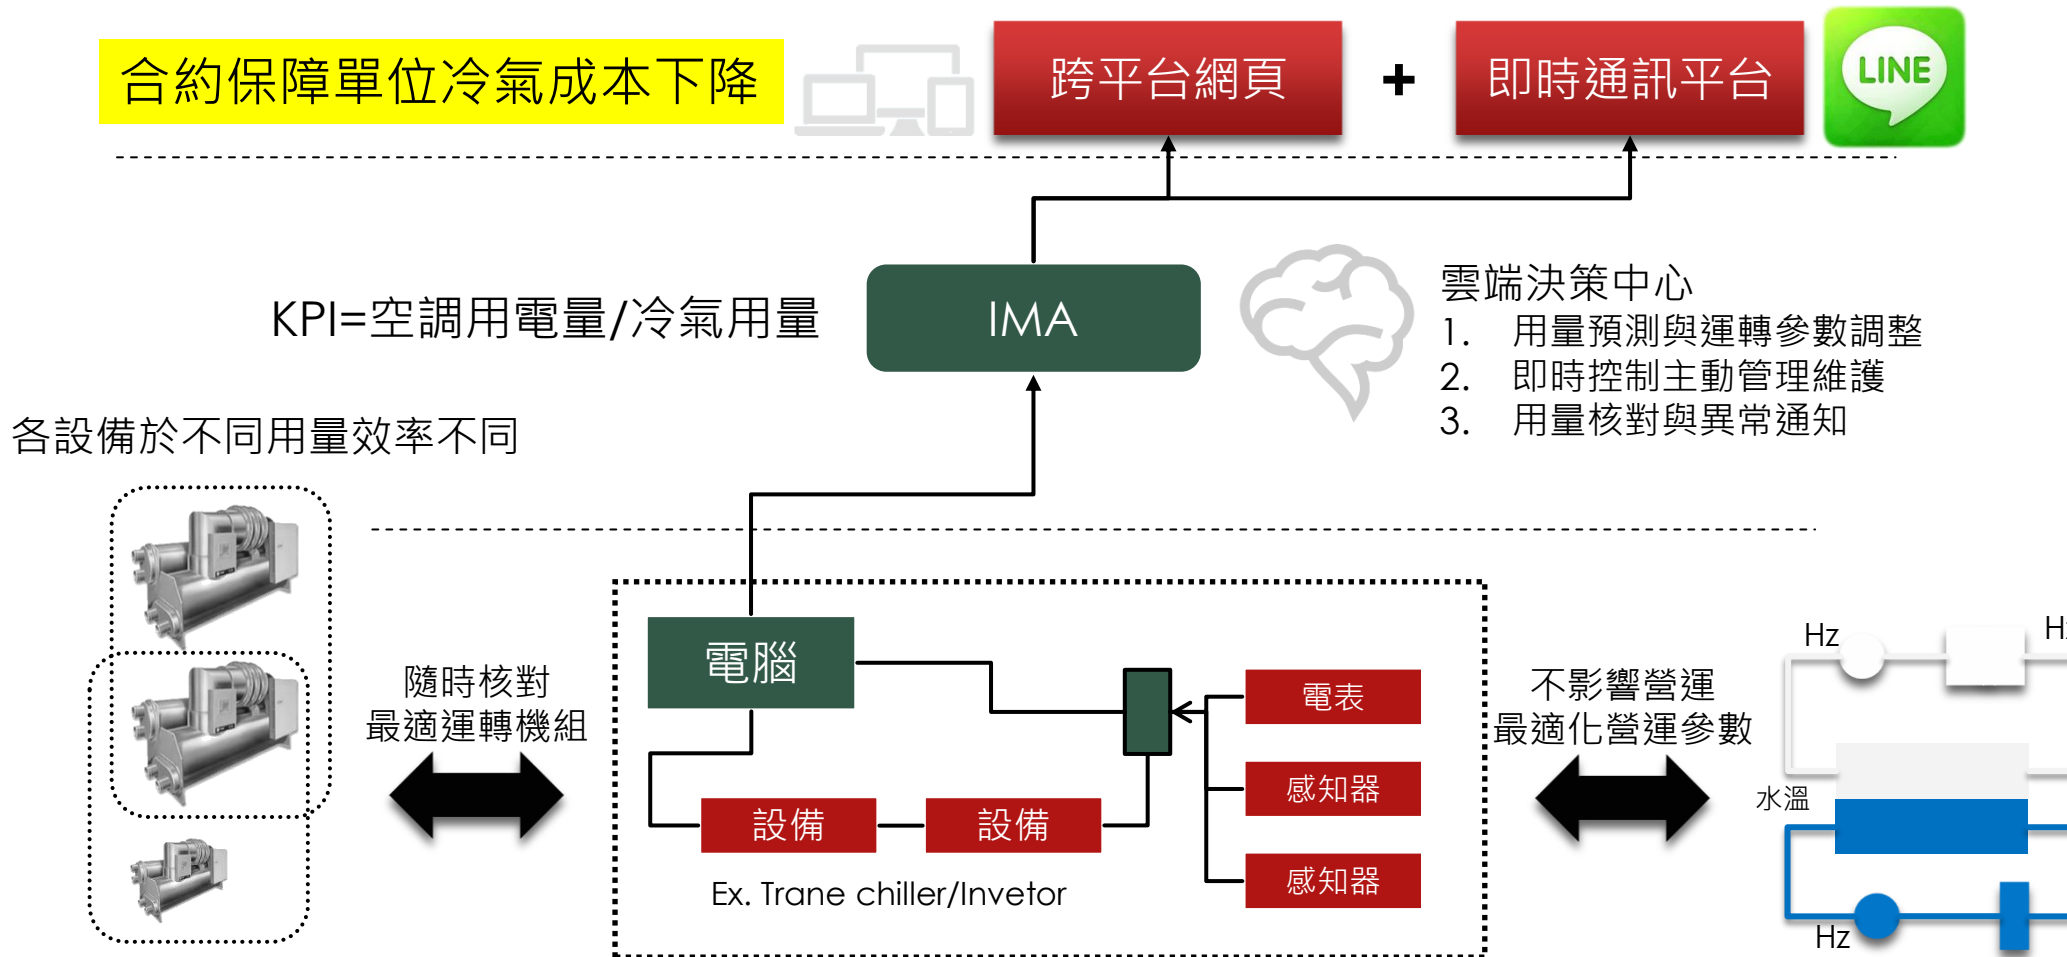 合約保障單位冷氣成本下降
跨平台網頁
+
即時通訊平台
LINE
KPI=空調用電量/冷氣用量
IMA
雲端決策中心
1. 用量預測與運轉參數調整
2. 即時控制主動管理維護
3. 用量核對與異常通知
各設備於不同用量效率不同
隨時核對
最適運轉機組
電腦
電表
感知器
感知器
設備
設備
Ex. Trane chiller/Invetor
不影響營運
最適化營運參數
Hz
Hz
水溫
Hz